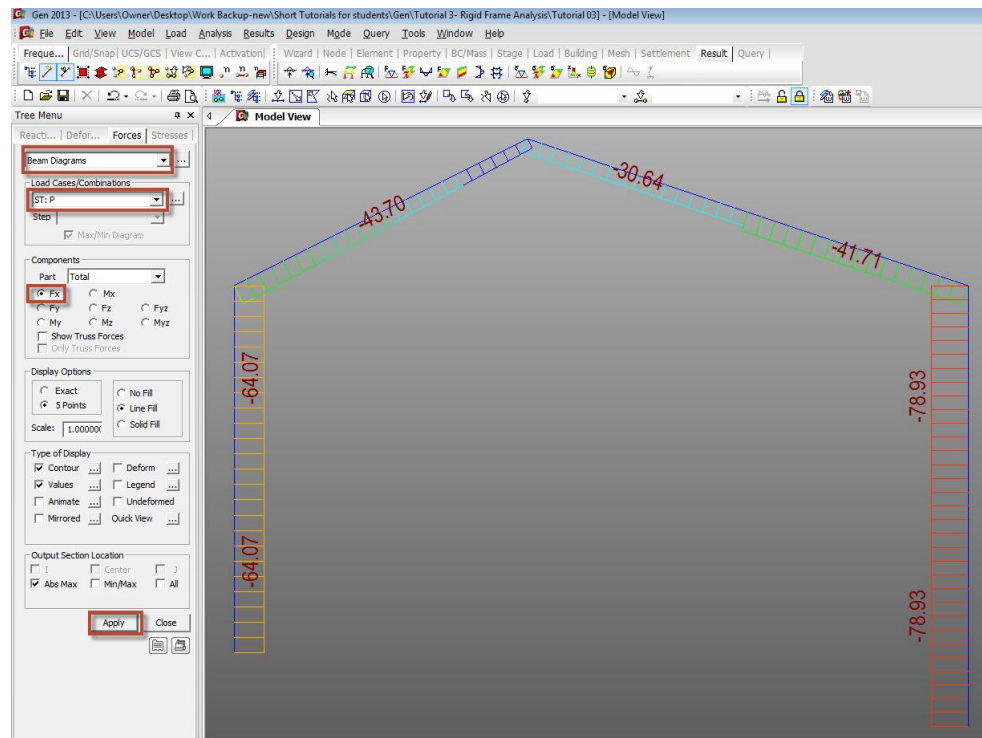 Gen 2013 - [C:\Users\Owner\Desktop\Work Backup-new\Short Tutorials for students\Gen\Tutorial 3- Rigid Frame Analysis\Tutorial 03] - [Model View]
File Edit View Model Load Analysis Results Design Mode Query Tools Window Help
Freque... Grid/Snap UCS/GCS View C... Activation Wizard Node Element Property BC/Mass Stage Load Building Mesh Settlement Result Query
Tree Menu
Model View
Reacti... Defor... Forces Stresses
Beam Diagrams
Load Cases/Combinations
ST: P
Step
Max/Min Diagram
Components
Part Total
Fx Mx
Fy Fz Fyz
My Mz Myz
Show Truss Forces
Only Truss Forces
Display Options
Exact No Fill
5 Points Line Fill
Scale: 1.00000 Solid Fill
Type of Display
Contour ... Deform ...
Values ... Legend ...
Animate ... Undeformed
Mirrored ... Quick View ...
Output Section Location
I Center J
Abs Max Min/Max All
Apply Close
-43.70
-30.64
-41.71
-64.07
-78.93
-64.07
-78.93